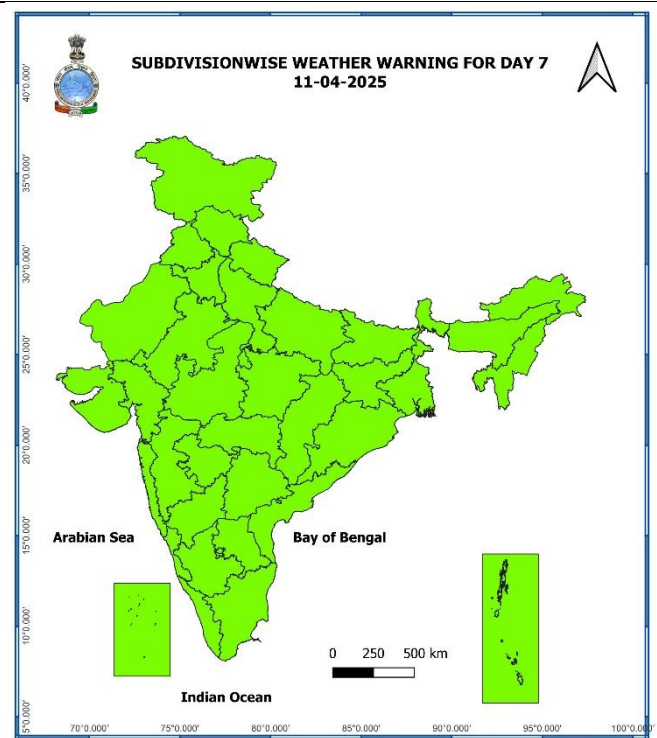 SUBDIVISIONWISE WEATHER WARNING FOR DAY 7
11-04-2025
40°0.000'
35°0.000'
30°0.000'
25°0.000'
20°0.000'
15°0.000'
10°0.000'
5°0.000'
Arabian Sea
Bay of Bengal
0 250 500 km
Indian Ocean
70°0.000' 75°0.000' 80°0.000' 85°0.000' 90°0.000' 95°0.000' 100°0.000'